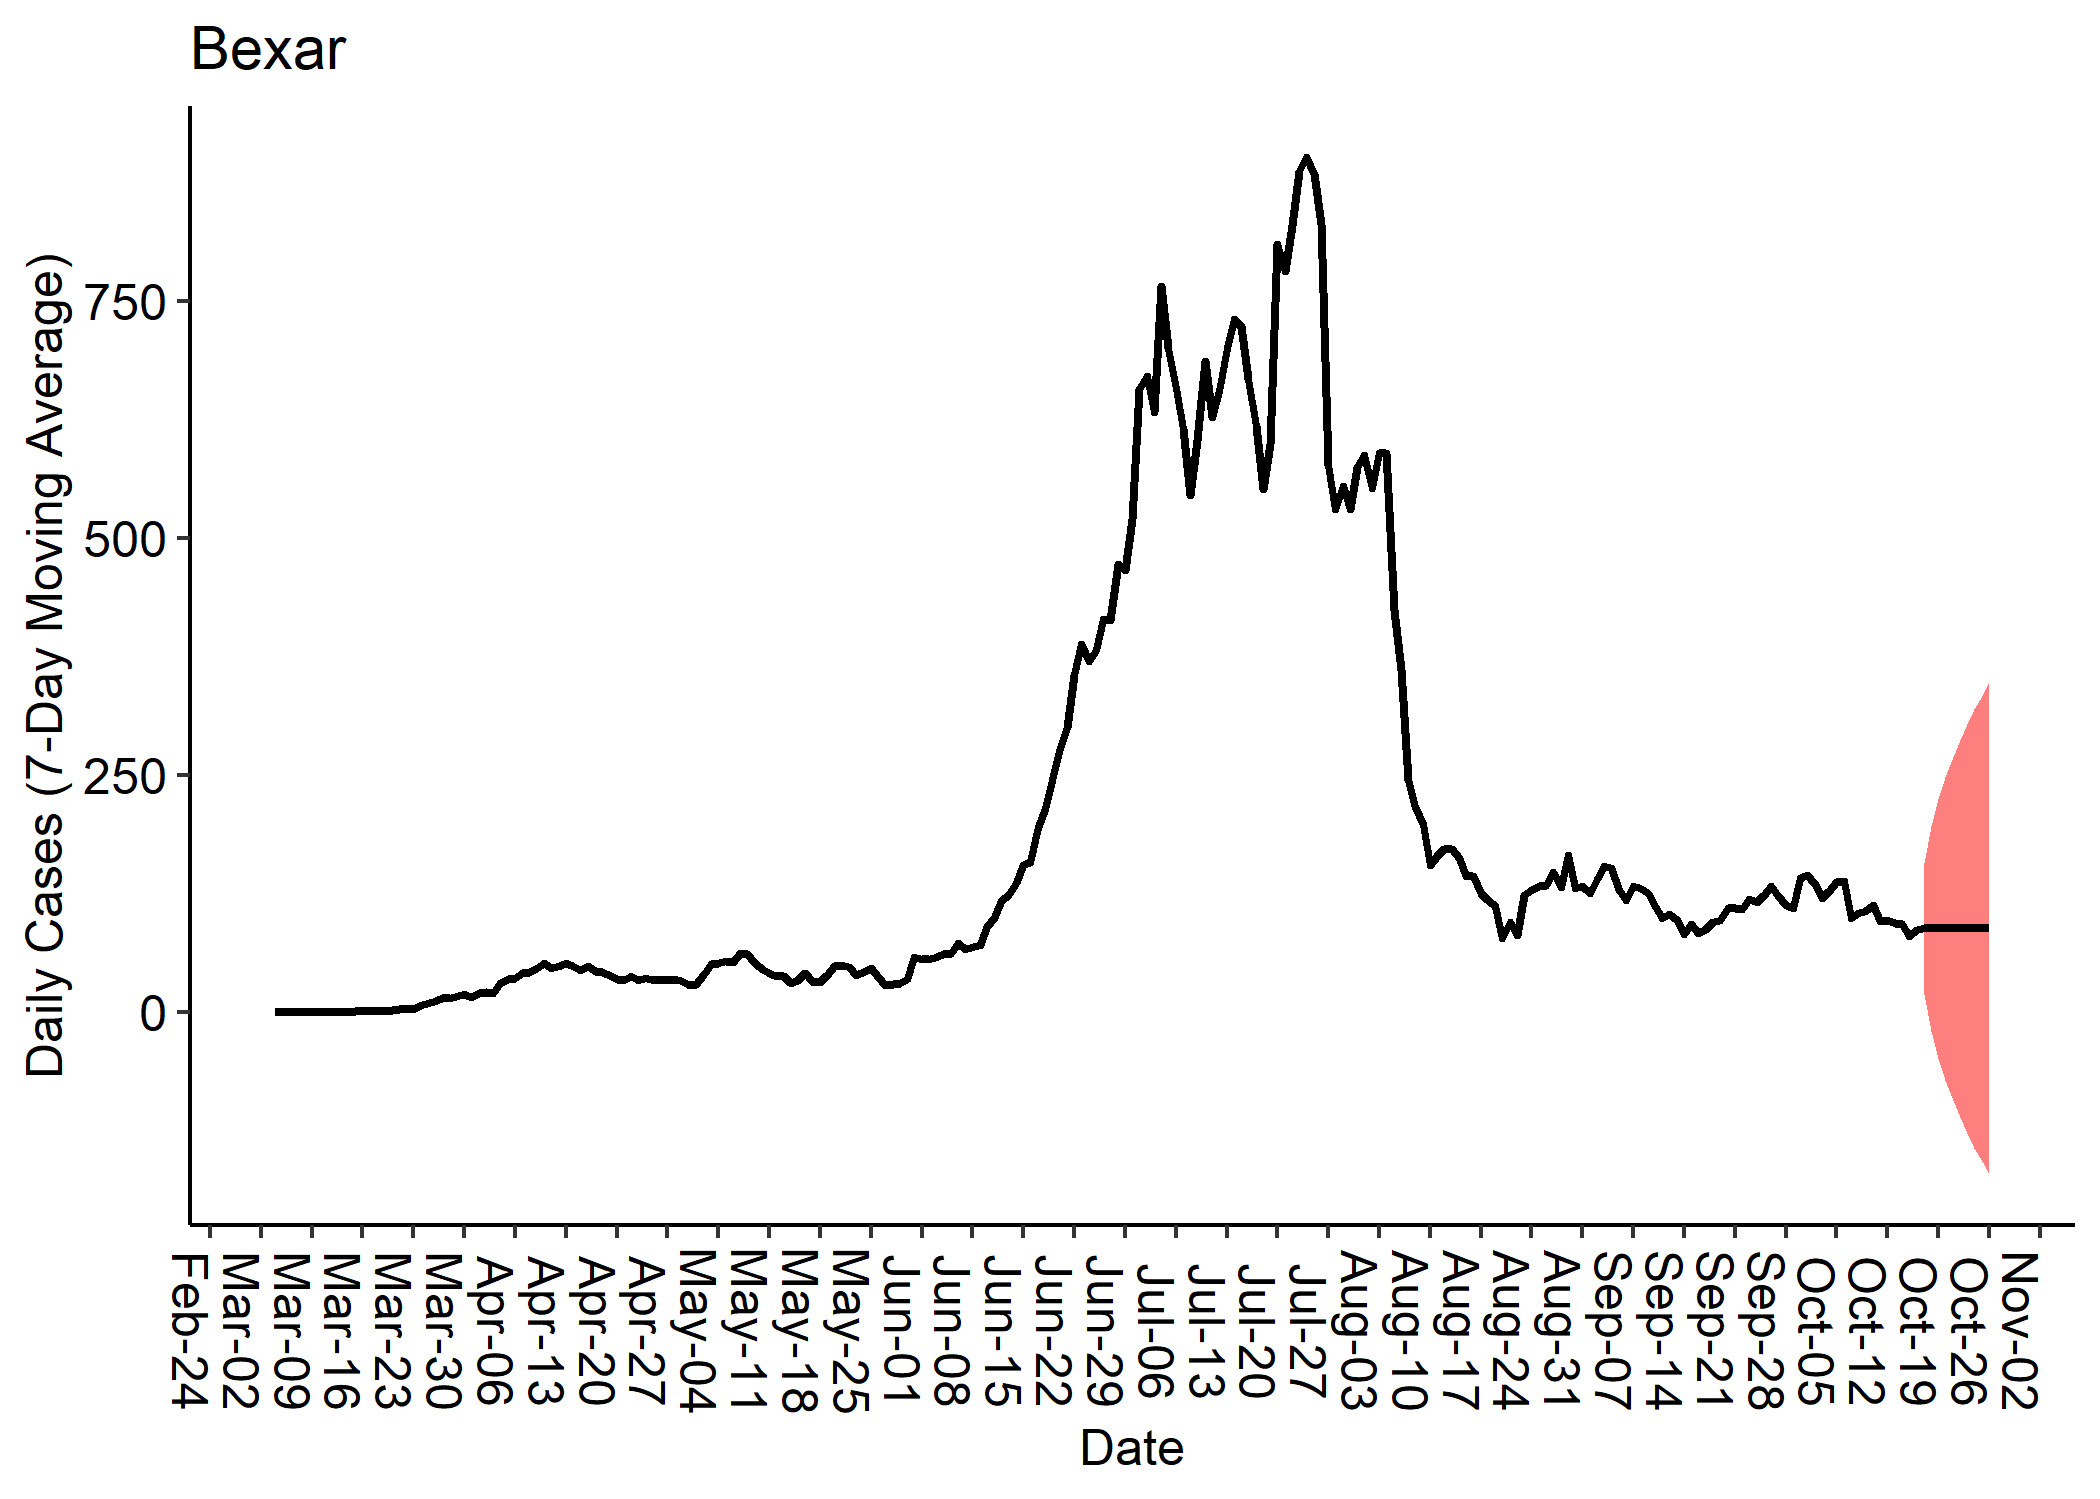 Bexar
Daily Cases (7-Day Moving Average)
750
500
250
0
Feb-24
Mar-02
Mar-09
Mar-16
Mar-23
Mar-30
Apr-06
Apr-13
Apr-20
Apr-27
May-04
May-11
May-18
May-25
Jun-01
Jun-08
Jun-15
Jun-22
Jun-29
Jul-06
Jul-13
Jul-20
Jul-27
Aug-03
Aug-10
Aug-17
Aug-24
Aug-31
Sep-07
Sep-14
Sep-21
Sep-28
Oct-05
Oct-12
Oct-19
Oct-26
Nov-02
Date